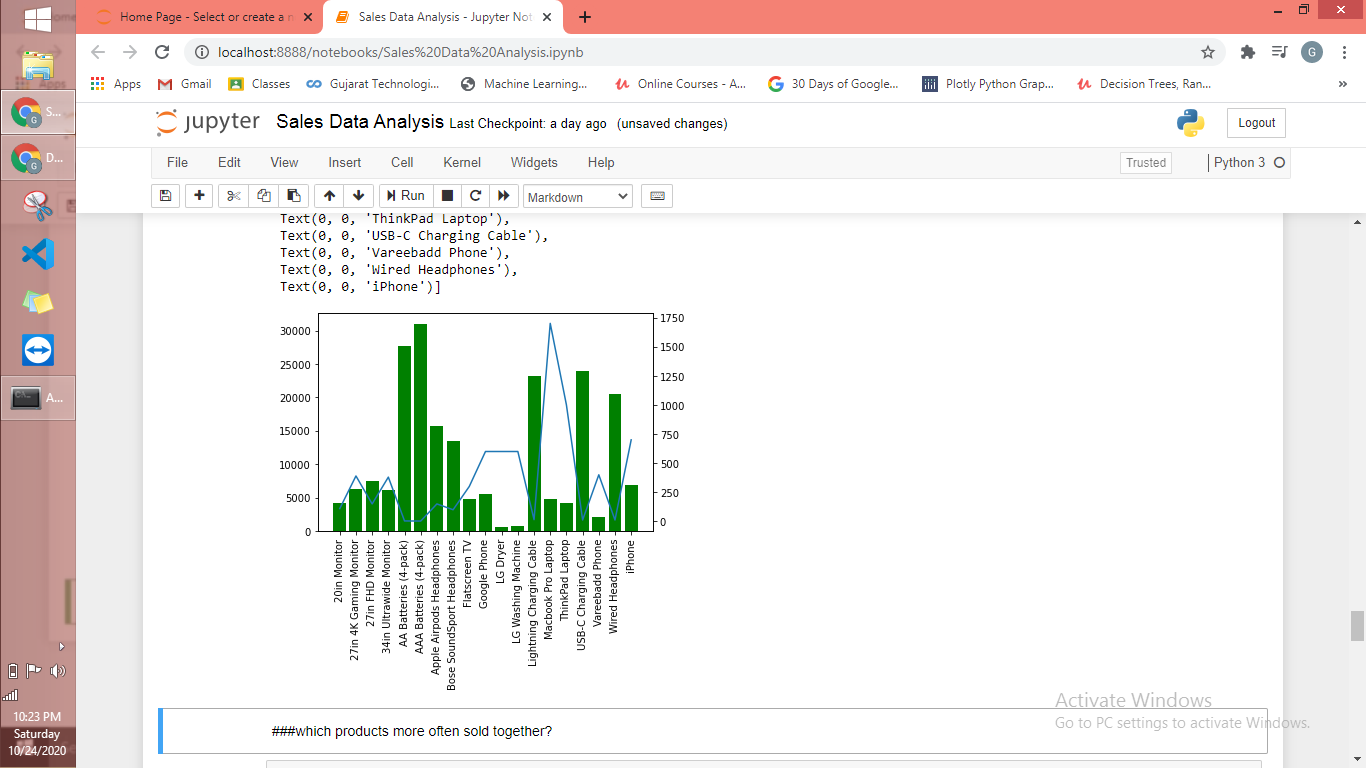 Home Page - Select or create a n
Sales Data Analysis - Jupyter Not
localhost:8888/notebooks/Sales%20Data%20Analysis.ipynb
G
Apps
Gmail
Classes
Gujarat Technologi...
Machine Learning...
Online Courses - A...
30 Days of Google...
Plotly Python Grap...
Decision Trees, Ran...
»
S...
D...
A...
jupyter Sales Data Analysis Last Checkpoint: a day ago (unsaved changes)
Logout
File Edit View Insert Cell Kernel Widgets Help
Trusted
Python 3
Run
Markdown
Text(0, 0, 'ThinkPad Laptop'),
Text(0, 0, 'USB-C Charging Cable'),
Text(0, 0, 'Vareebadd Phone'),
Text(0, 0, 'Wired Headphones'),
Text(0, 0, 'iPhone')]
30000
25000
20000
15000
10000
5000
0
1750
1500
1250
1000
750
500
250
0
20in Monitor
27in 4K Gaming Monitor
27in FHD Monitor
34in Ultrawide Monitor
AA Batteries (4-pack)
AAA Batteries (4-pack)
Apple Airpods Headphones
Bose SoundSport Headphones
Flatscreen TV
Google Phone
LG Dryer
LG Washing Machine
Lightning Charging Cable
Macbook Pro Laptop
ThinkPad Laptop
USB-C Charging Cable
Vareebadd Phone
Wired Headphones
iPhone
###which products more often sold together?
Activate Windows
Go to PC settings to activate Windows.
10:23 PM
Saturday
10/24/2020